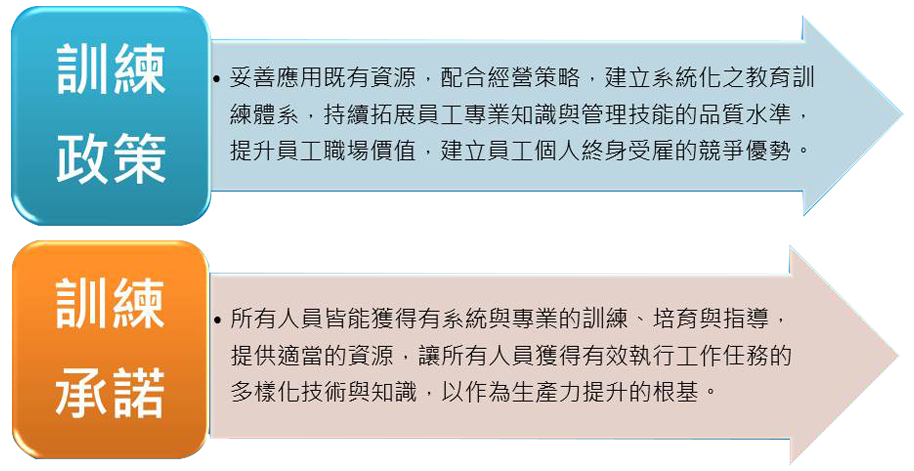 訓練
政策
• 妥善應用既有資源，配合經營策略，建立系統化之教育訓
練體系，持續拓展員工專業知識與管理技能的品質水準，
提升員工職場價值，建立員工個人終身受雇的競爭優勢。
訓練
承諾
• 所有人員皆能獲得有系統與專業的訓練、培育與指導，
提供適當的資源，讓所有人員獲得有效執行工作任務的
多樣化技術與知識，以作為生產力提升的根基。